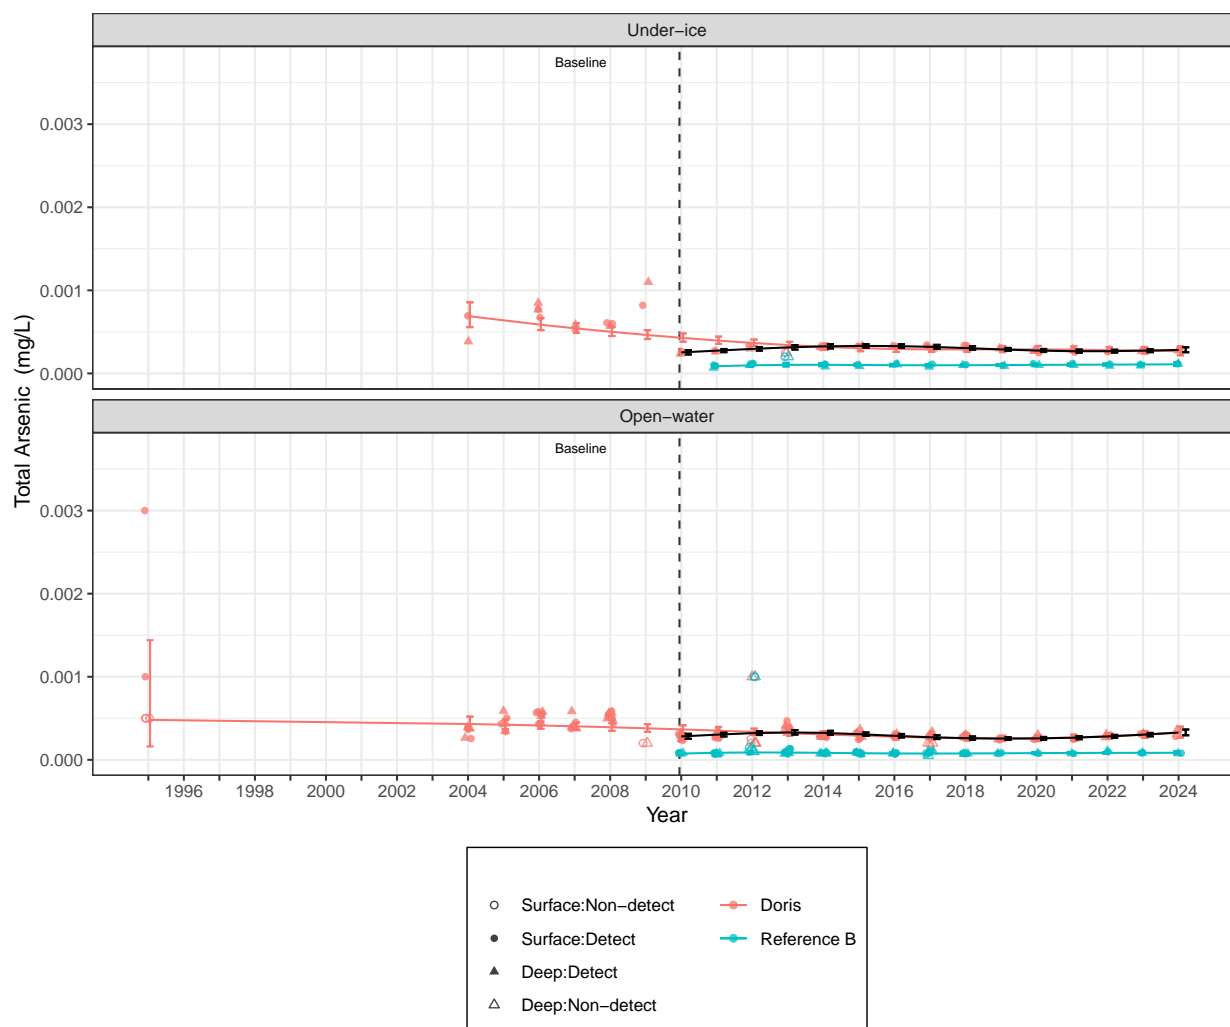 Under−ice
Baseline
0.003
0.002
0.001
0.000
Open−water
Baseline
0.003
0.002
0.001
0.000
Total Arsenic (mg/L)
1996 1998 2000 2002 2004 2006 2008 2010 2012 2014 2016 2018 2020 2022 2024
Year
Surface:Non−detect
Doris
Surface:Detect
Reference B
Deep:Detect
Deep:Non−detect